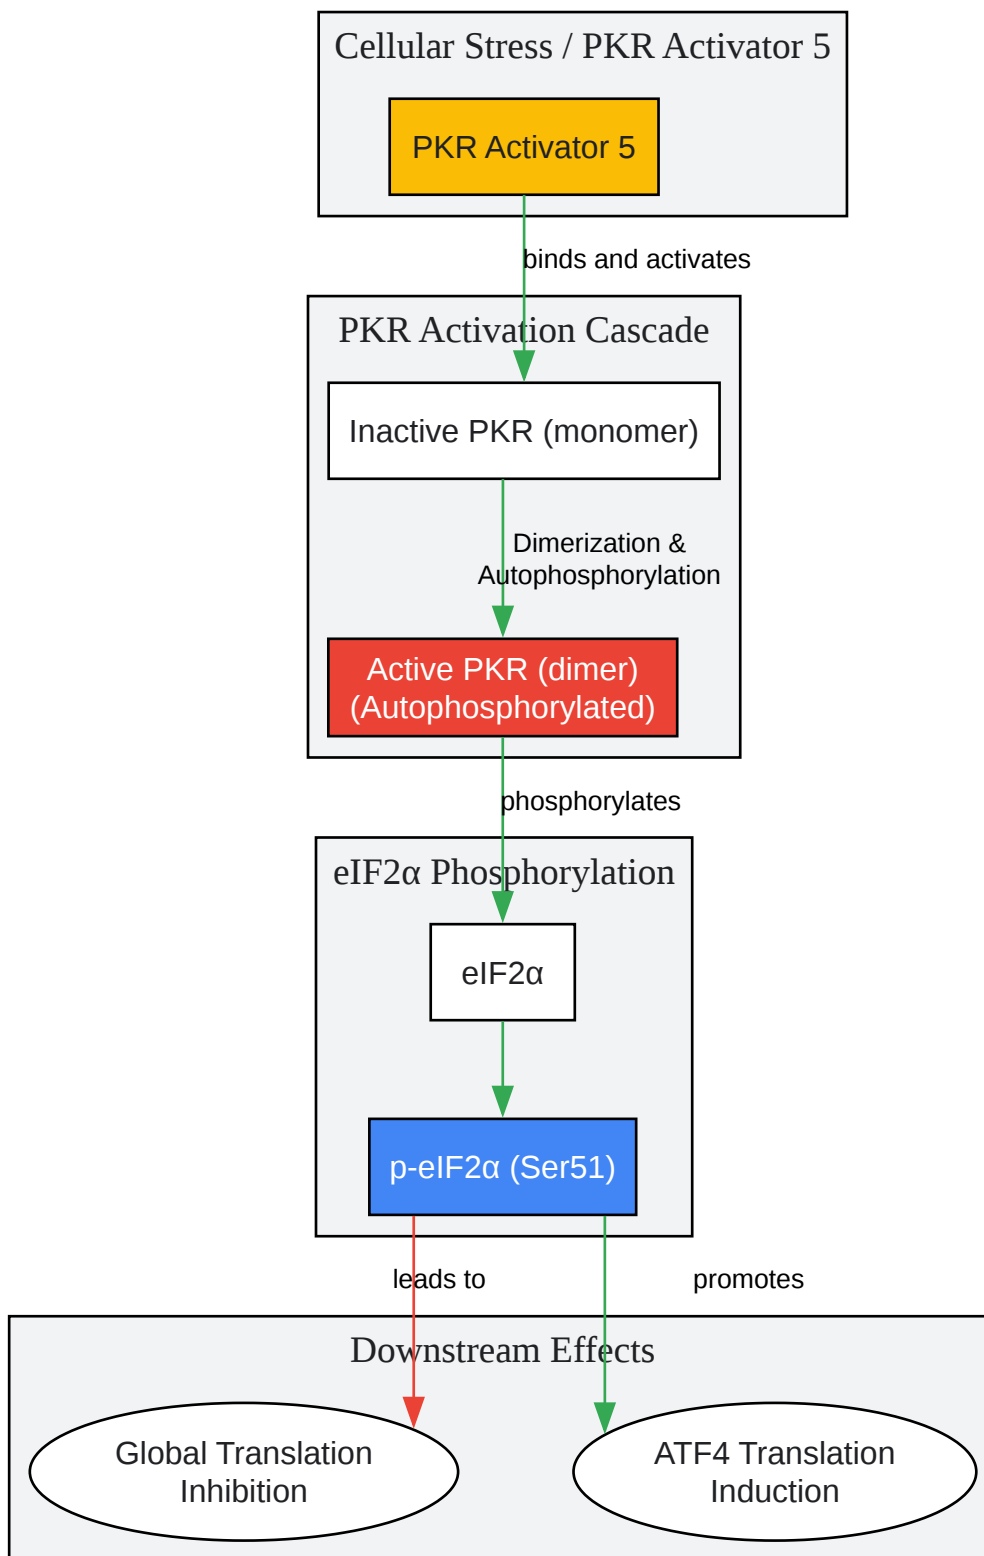 Cellular Stress / PKR Activator 5
PKR Activator 5
binds and activates
PKR Activation Cascade
Inactive PKR (monomer)
Dimerization &
Autophosphorylation
Active PKR (dimer)
(Autophosphorylated)
phosphorylates
eIF2α Phosphorylation
eIF2α
p-eIF2α (Ser51)
leads to
promotes
Downstream Effects
Global Translation
Inhibition
ATF4 Translation
Induction